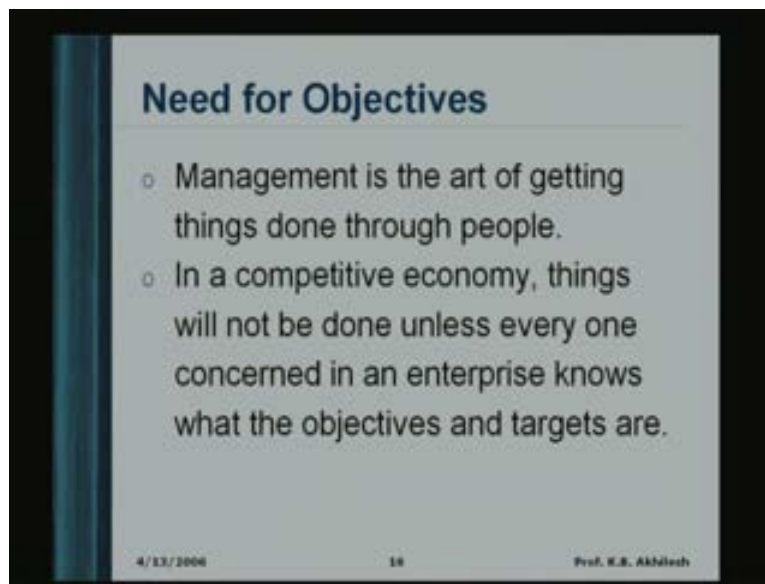 Need for Objectives
o Management is the art of getting
things done through people.
o In a competitive economy, things
will not be done unless every one
concerned in an enterprise knows
what the objectives and targets are.
4/13/2006 16 Prof. K.B. Akhilesh